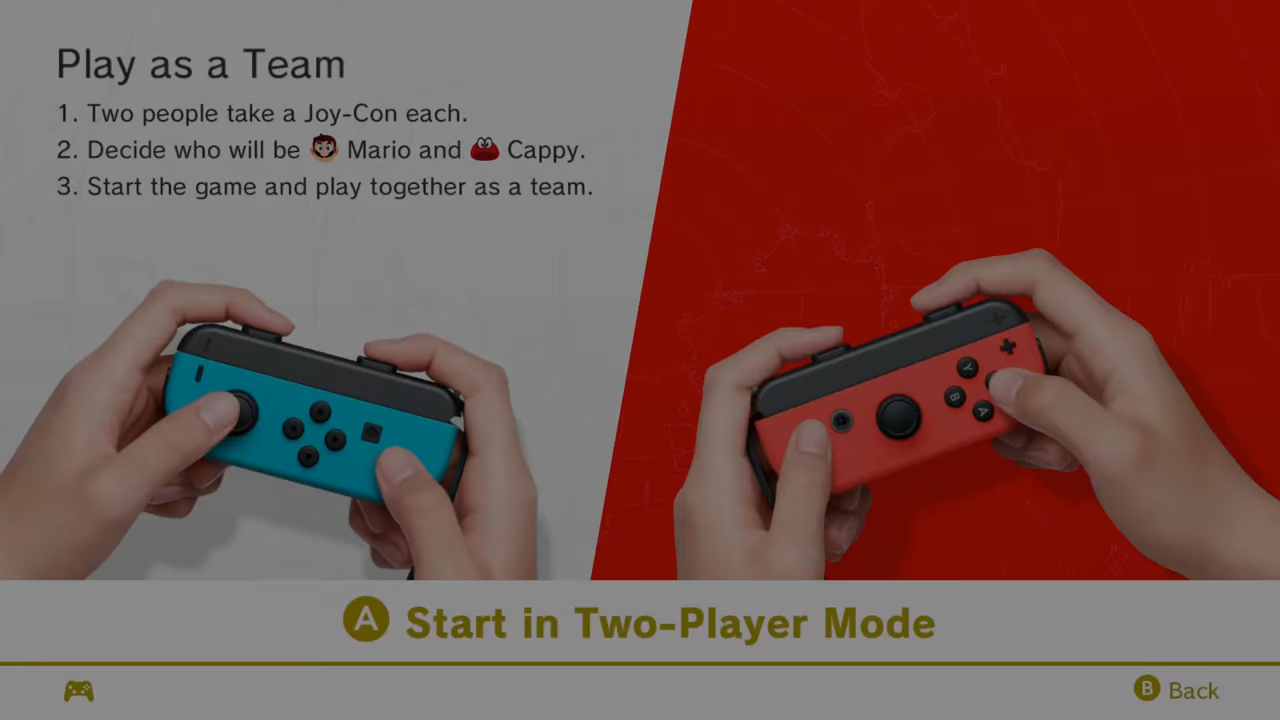 Play as a Team
1. Two people take a Joy-Con each.
2. Decide who will be Mario and Cappy.
3. Start the game and play together as a team.
Y
B
A
A Start in Two-Player Mode
B Back